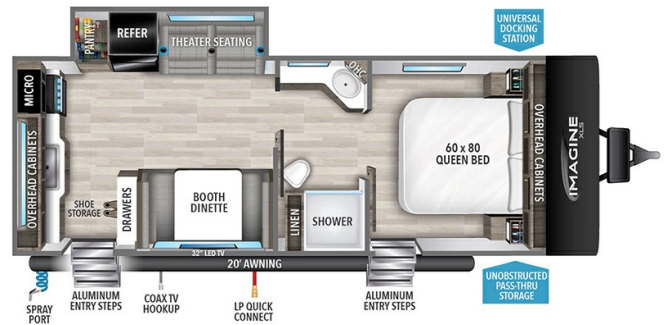 UNIVERSAL
DOCKING
STATION
PANTRY
REFER
THEATER SEATING
OHC
MICRO
OVERHEAD CABINETS
60 x 80
QUEEN BED
OVERHEAD CABINETS
IMAGINE
XLS
SHOE
STORAGE
DRAWERS
BOOTH
DINETTE
LINEN
SHOWER
32" LED TV
20' AWNING
SPRAY
PORT
ALUMINUM
ENTRY STEPS
COAX TV
HOOKUP
LP QUICK
CONNECT
ALUMINUM
ENTRY STEPS
UNOBSTRUCTED
PASS-THRU
STORAGE